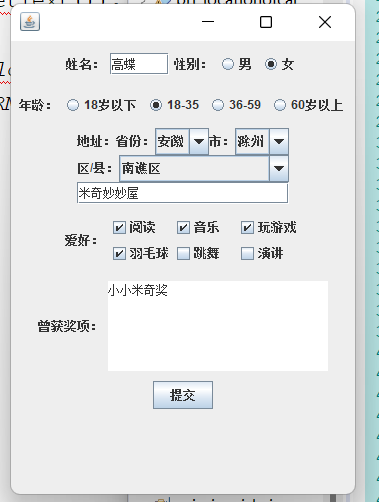 姓名： 高蝶 性别： 男 女
年龄： 18岁以下 18-35 36-59 60岁以上
地址：省份： 安徽 市： 滁州
区/县： 南谯区
米奇妙妙屋
爱好： 阅读 音乐 玩游戏
羽毛球 跳舞 演讲
曾获奖项： 小小米奇奖
提交